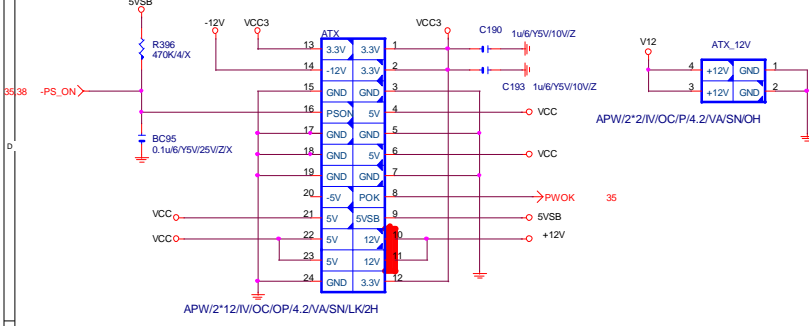 5VSB
-12V
VCC3
ATX
VCC3
C190 1u/6/Y5V/10V/Z
V12
ATX_12V
R396
470K/4/X
13 3.3V 3.3V 1
14 -12V 3.3V 2
C193 1u/6/Y5V/10V/Z
4 +12V GND 1
3 +12V GND 2
35,38 -PS_ON
15 GND GND 3
16 PSON 5V 4 VCC
APW/2*2/IV/OC/P/4.2/VA/SN/OH
BC95
0.1u/6/Y5V/25V/Z/X
17 GND GND 5
D
18 GND 5V 6 VCC
19 GND GND 7
20 -5V POK 8 PWOK 35
VCC 21 5V 5VSB 9 5VSB
VCC 22 5V 12V 10 +12V
23 5V 12V 11
24 GND 3.3V 12
APW/2*12/IV/OC/OP/4.2/VA/SN/LK/2H